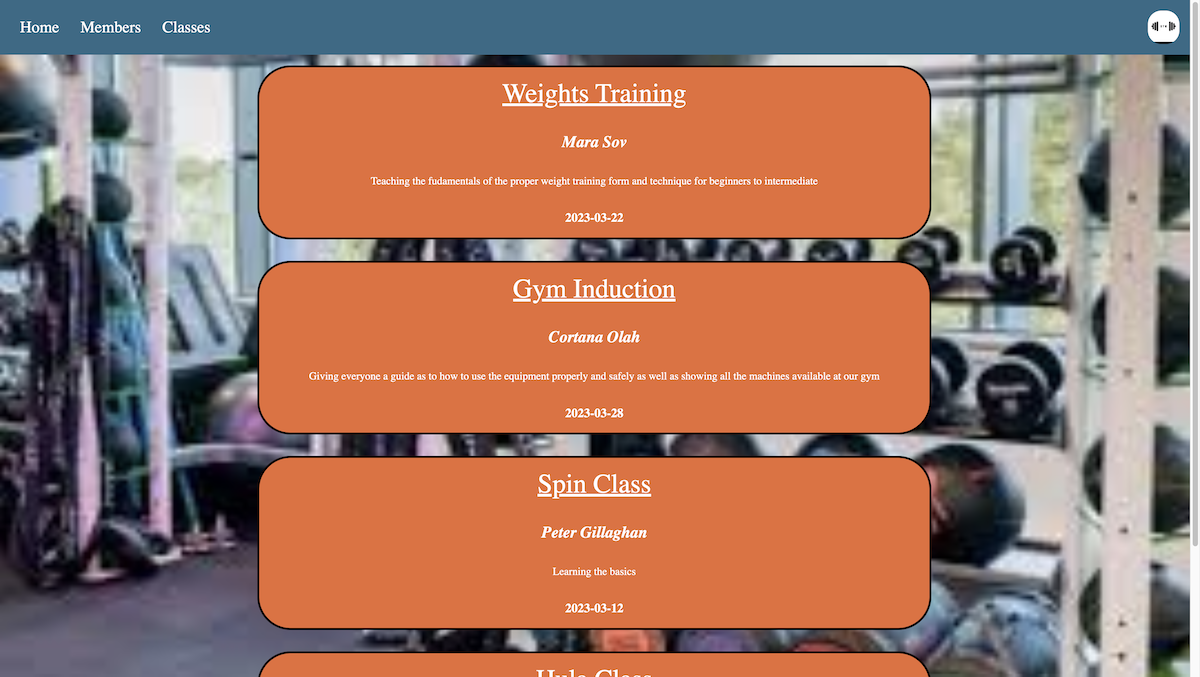 Home Members Classes
Weights Training
Mara Sov
Teaching the fudamentals of the proper weight training form and technique for beginners to intermediate
2023-03-22
Gym Induction
Cortana Olah
Giving everyone a guide as to how to use the equipment properly and safely as well as showing all the machines available at our gym
2023-03-28
Spin Class
Peter Gillaghan
Learning the basics
2023-03-12